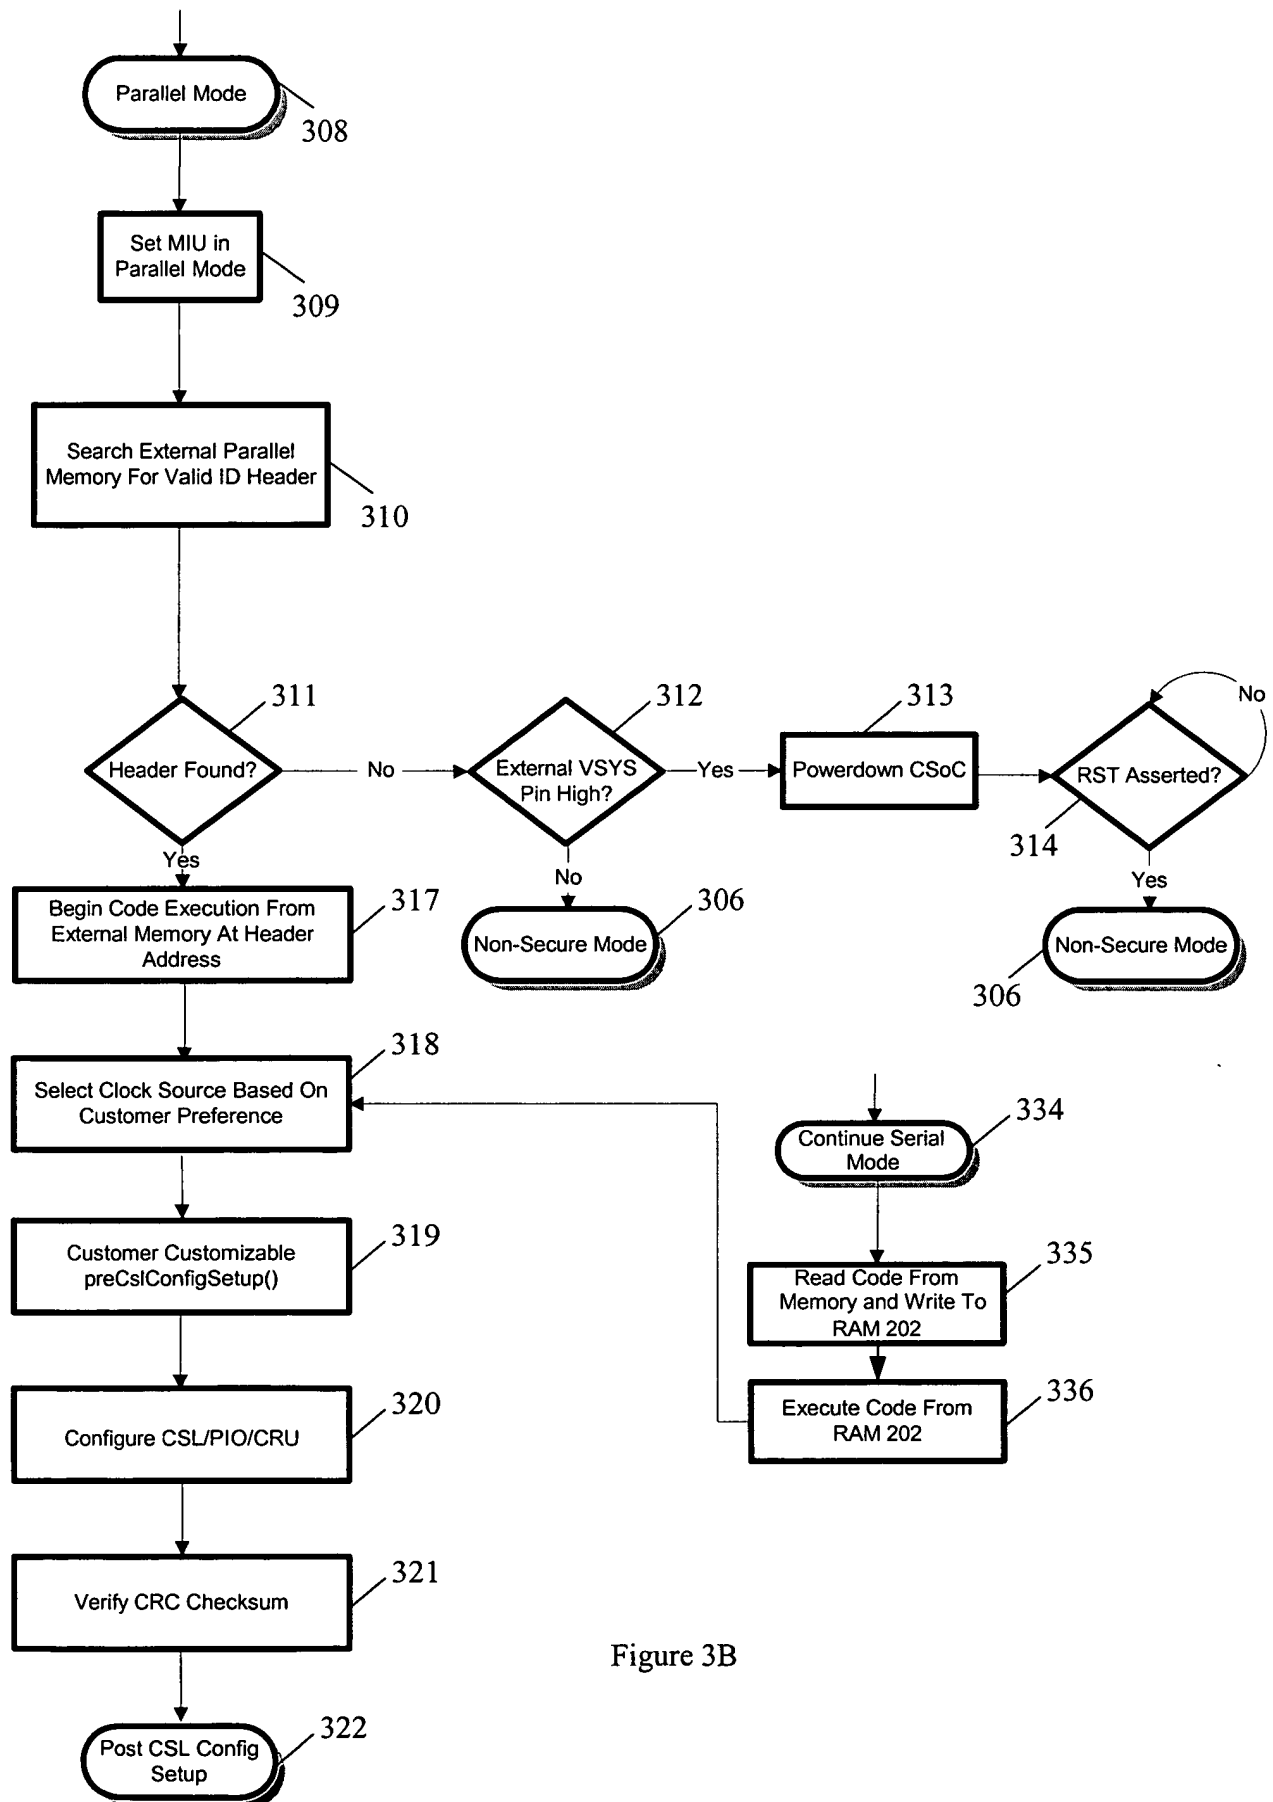 Parallel Mode
308
Set MIU in
Parallel Mode
309
Search External Parallel
Memory For Valid ID Header
310
311
Header Found?
No
312
External VSYS
Pin High?
Yes
313
Powerdown CSoC
No
RST Asserted?
314
Yes
No
Yes
Begin Code Execution From
External Memory At Header
Address
317
Non-Secure Mode
306
Non-Secure Mode
306
Select Clock Source Based On
Customer Preference
318
Continue Serial
Mode
334
Customer Customizable
preCslConfigSetup()
319
Read Code From
Memory and Write To
RAM 202
335
Configure CSL/PIO/CRU
320
Execute Code From
RAM 202
336
Verify CRC Checksum
321
Post CSL Config
Setup
322
Figure 3B